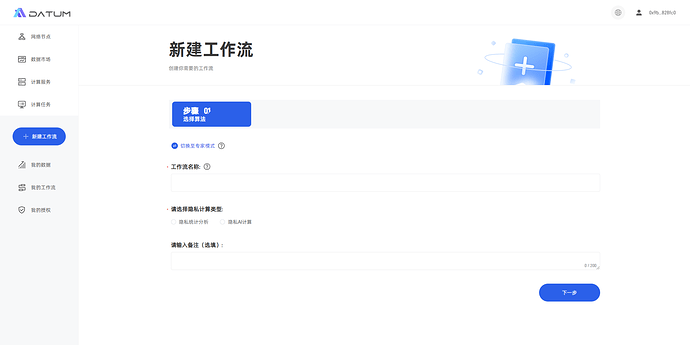 DATUM
网络节点
数据市场
计算服务
计算任务
新建工作流
我的数据
我的工作流
我的授权
新建工作流
创建你需要的工作流
步骤 01
选择算法
切换至专家模式
工作流名称:
请选择隐私计算类型:
隐私统计分析
隐私AI计算
请输入备注（选填）:
0 / 200
下一步